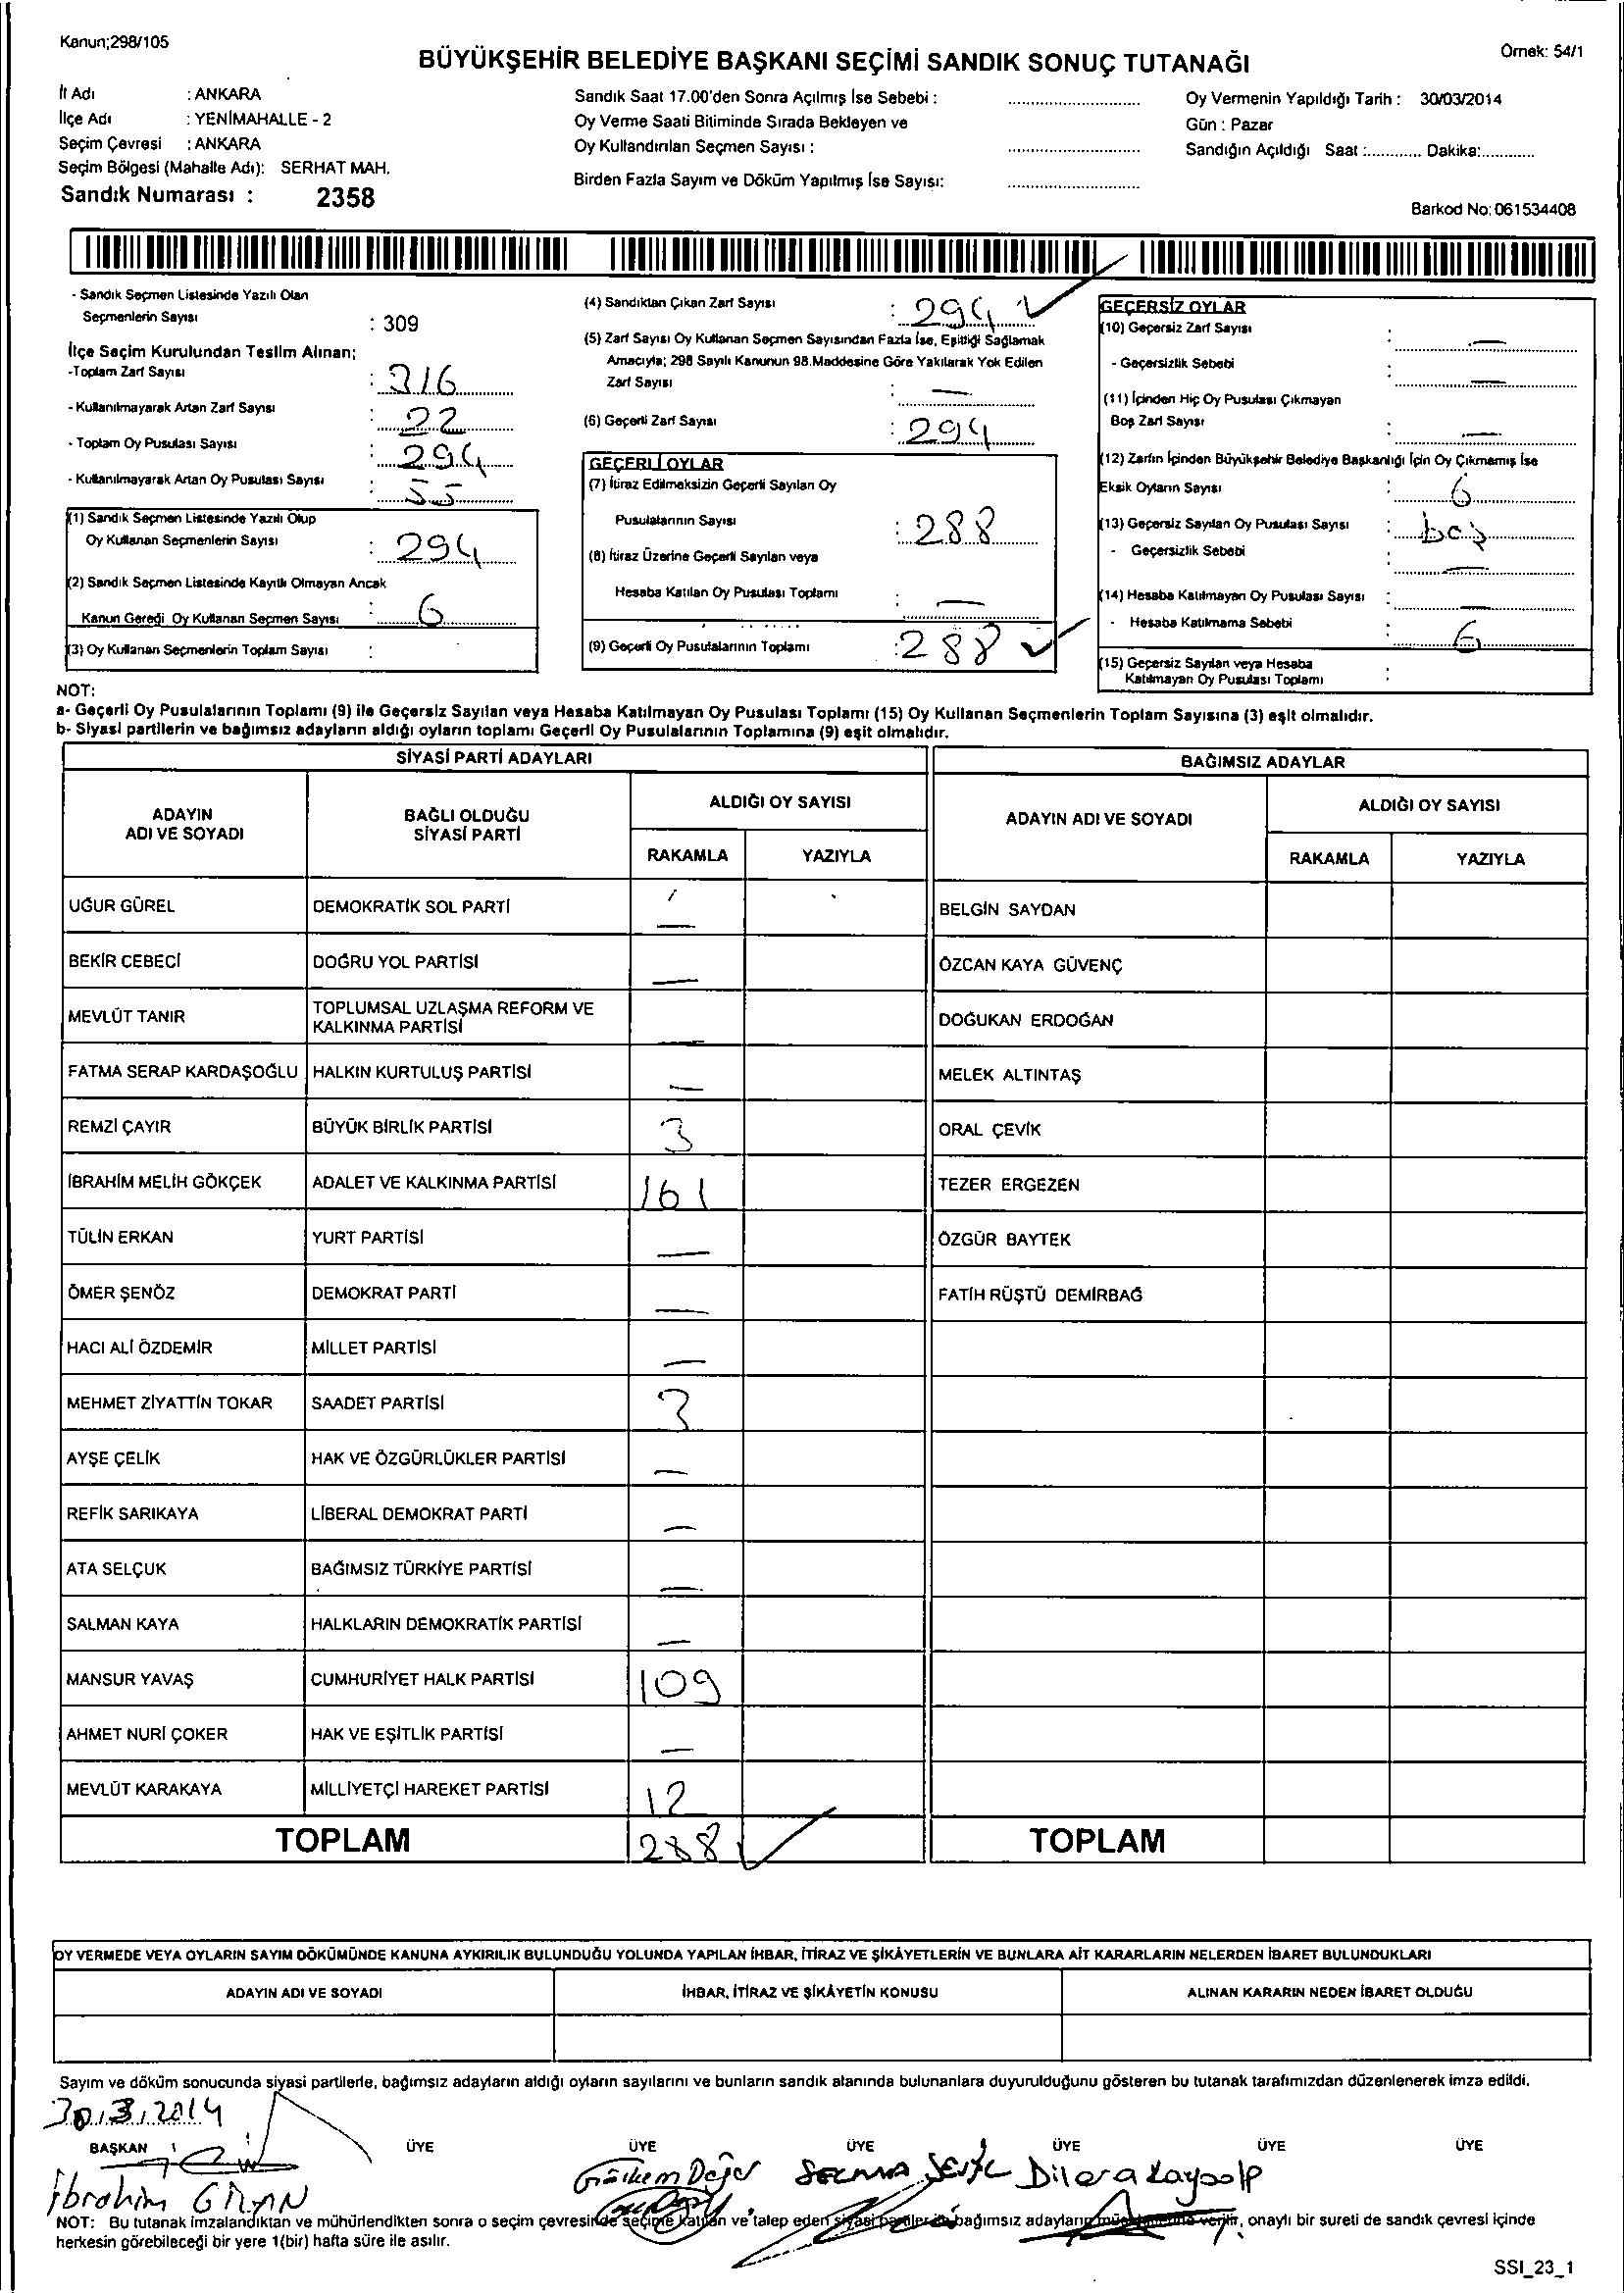 Kanun;298/105
Örnek: 54/1
BÜYÜKŞEHİR BELEDİYE BAŞKANI SEÇİMİ SANDIK SONUÇ TUTANAĞI
İl Adı : ANKARA
İlçe Adı : YENİMAHALLE - 2
Seçim Çevresi : ANKARA
Seçim Bölgesi (Mahalle Adı): SERHAT MAH.
Sandık Numarası : 2358
Sandık Saat 17.00'den Sonra Açılmış İse Sebebi :
Oy Verme Saati Bitiminde Sırada Bekleyen ve
Oy Kullandırılan Seçmen Sayısı :
Birden Fazla Sayım ve Döküm Yapılmış İse Sayısı:
Oy Vermenin Yapıldığı Tarih : 30/03/2014
Gün : Pazar
Sandığın Açıldığı Saat :............ Dakika:............
Barkod No: 061534408
- Sandık Seçmen Listesinde Yazılı Olan
Seçmenlerin Sayısı : 309
İlçe Seçim Kurulundan Teslim Alınan;
-Toplam Zarf Sayısı : 316
- Kullanılmayarak Artan Zarf Sayısı : 22
- Toplam Oy Pusulası Sayısı : 294
- Kullanılmayarak Artan Oy Pusulası Sayısı : 55
(1) Sandık Seçmen Listesinde Yazılı Olup
Oy Kullanan Seçmenlerin Sayısı : 294
(2) Sandık Seçmen Listesinde Kayıtlı Olmayan Ancak
Kanun Gereği Oy Kullanan Seçmen Sayısı : 6
(3) Oy Kullanan Seçmenlerin Toplam Sayısı :
(4) Sandıktan Çıkan Zarf Sayısı : 294
(5) Zarf Sayısı Oy Kullanan Seçmen Sayısından Fazla İse, Eşitliği Sağlamak
Amacıyla; 298 Sayılı Kanunun 98.Maddesine Göre Yakılarak Yok Edilen
Zarf Sayısı : —
(6) Geçerli Zarf Sayısı : 294
GEÇERLİ OYLAR
(7) İtiraz Edilmeksizin Geçerli Sayılan Oy
Pusulalarının Sayısı : 288
(8) İtiraz Üzerine Geçerli Sayılan veya
Hesaba Katılan Oy Pusulası Toplamı : —
(9) Geçerli Oy Pusulalarının Toplamı : 288
GEÇERSİZ OYLAR
(10) Geçersiz Zarf Sayısı : —
- Geçersizlik Sebebi : —
(11) İçinden Hiç Oy Pusulası Çıkmayan
Boş Zarf Sayısı : —
(12) Zarfın İçinden Büyükşehir Belediye Başkanlığı İçin Oy Çıkmamış İse
Eksik Oyların Sayısı : 6
(13) Geçersiz Sayılan Oy Pusulası Sayısı : boş
- Geçersizlik Sebebi : —
(14) Hesaba Katılmayan Oy Pusulası Sayısı : —
- Hesaba Katılmama Sebebi : 6
(15) Geçersiz Sayılan veya Hesaba
Katılmayan Oy Pusulası Toplamı :
NOT:
a- Geçerli Oy Pusulalarının Toplamı (9) ile Geçersiz Sayılan veya Hesaba Katılmayan Oy Pusulası Toplamı (15) Oy Kullanan Seçmenlerin Toplam Sayısına (3) eşit olmalıdır.
b- Siyasi partilerin ve bağımsız adayların aldığı oyların toplamı Geçerli Oy Pusulalarının Toplamına (9) eşit olmalıdır.
SİYASİ PARTİ ADAYLARI
BAĞIMSIZ ADAYLAR
ADAYIN ADI VE SOYADI
BAĞLI OLDUĞU SİYASİ PARTİ
ALDIĞI OY SAYISI
RAKAMLA YAZIYLA
ADAYIN ADI VE SOYADI
ALDIĞI OY SAYISI
RAKAMLA YAZIYLA
UĞUR GÜREL DEMOKRATİK SOL PARTİ — BELGİN SAYDAN
BEKİR CEBECİ DOĞRU YOL PARTİSİ — ÖZCAN KAYA GÜVENÇ
MEVLÜT TANIR TOPLUMSAL UZLAŞMA REFORM VE KALKINMA PARTİSİ — DOĞUKAN ERDOĞAN
FATMA SERAP KARDAŞOĞLU HALKIN KURTULUŞ PARTİSİ — MELEK ALTINTAŞ
REMZİ ÇAYIR BÜYÜK BİRLİK PARTİSİ 3 ORAL ÇEVİK
İBRAHİM MELİH GÖKÇEK ADALET VE KALKINMA PARTİSİ 161 TEZER ERGEZEN
TÜLİN ERKAN YURT PARTİSİ — ÖZGÜR BAYTEK
ÖMER ŞENÖZ DEMOKRAT PARTİ — FATİH RÜŞTÜ DEMİRBAĞ
HACI ALİ ÖZDEMİR MİLLET PARTİSİ —
MEHMET ZİYATTİN TOKAR SAADET PARTİSİ 3
AYŞE ÇELİK HAK VE ÖZGÜRLÜKLER PARTİSİ —
REFİK SARIKAYA LİBERAL DEMOKRAT PARTİ —
ATA SELÇUK BAĞIMSIZ TÜRKİYE PARTİSİ —
SALMAN KAYA HALKLARIN DEMOKRATİK PARTİSİ —
MANSUR YAVAŞ CUMHURİYET HALK PARTİSİ 109
AHMET NURİ ÇOKER HAK VE EŞİTLİK PARTİSİ —
MEVLÜT KARAKAYA MİLLİYETÇİ HAREKET PARTİSİ 12
TOPLAM 288 TOPLAM
OY VERMEDE VEYA OYLARIN SAYIM DÖKÜMÜNDE KANUNA AYKIRILIK BULUNDUĞU YOLUNDA YAPILAN İHBAR, İTİRAZ VE ŞİKÂYETLERİN VE BUNLARA AİT KARARLARIN NELERDEN İBARET BULUNDUKLARI
ADAYIN ADI VE SOYADI İHBAR, İTİRAZ VE ŞİKÂYETİN KONUSU ALINAN KARARIN NEDEN İBARET OLDUĞU
Sayım ve döküm sonucunda siyasi partilerle, bağımsız adayların aldığı oyların sayılarını ve bunların sandık alanında bulunanlara duyurulduğunu gösteren bu tutanak tarafımızdan düzenlenerek imza edildi.
30.3.2014
BAŞKAN ÜYE ÜYE ÜYE ÜYE ÜYE ÜYE
İbrahim Görkem Değer Dilara Kayaalp
NOT: Bu tutanak imzalandıktan ve mühürlendikten sonra o seçim çevresinde seçime katılan ve talep eden siyasi partiler ile bağımsız adayların müşahitlerine verilir, onaylı bir sureti de sandık çevresi içinde
herkesin görebileceği bir yere 1(bir) hafta süre ile asılır.
SSI_23_1